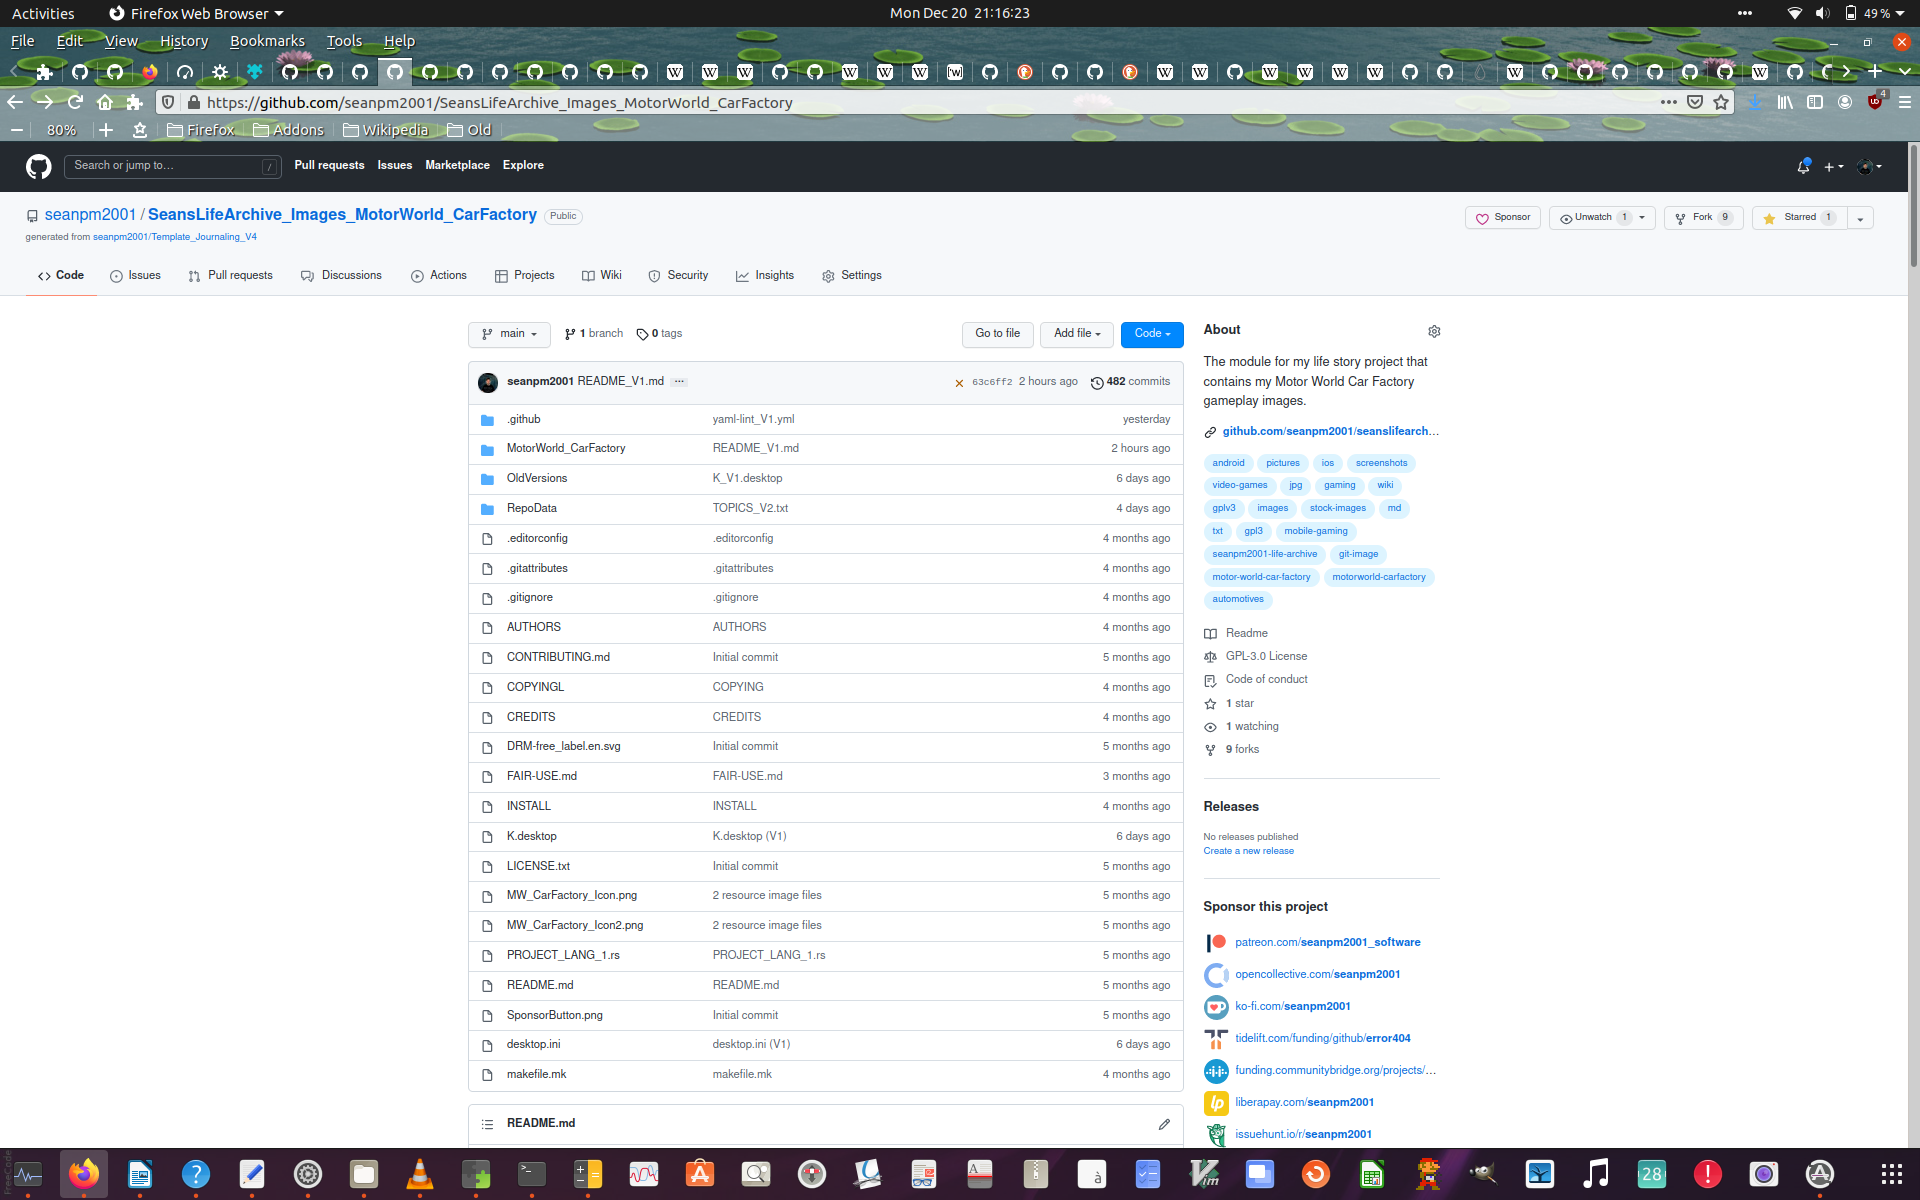 Activities Firefox Web Browser Mon Dec 20 21:16:23 49 %
File Edit View History Bookmarks Tools Help
https://github.com/seanpm2001/SeansLifeArchive_Images_MotorWorld_CarFactory 4
80% Firefox Addons Wikipedia Old
Search or jump to… / Pull requests Issues Marketplace Explore
seanpm2001 / SeansLifeArchive_Images_MotorWorld_CarFactory Public Sponsor Unwatch 1 Fork 9 Starred 1
generated from seanpm2001/Template_Journaling_V4
Code Issues Pull requests Discussions Actions Projects Wiki Security Insights Settings
main 1 branch 0 tags Go to file Add file Code
seanpm2001 README_V1.md ... 63c6ff2 2 hours ago 482 commits
.github yaml-lint_V1.yml yesterday
MotorWorld_CarFactory README_V1.md 2 hours ago
OldVersions K_V1.desktop 6 days ago
RepoData TOPICS_V2.txt 4 days ago
.editorconfig .editorconfig 4 months ago
.gitattributes .gitattributes 4 months ago
.gitignore .gitignore 4 months ago
AUTHORS AUTHORS 4 months ago
CONTRIBUTING.md Initial commit 5 months ago
COPYINGL COPYING 4 months ago
CREDITS CREDITS 4 months ago
DRM-free_label.en.svg Initial commit 5 months ago
FAIR-USE.md FAIR-USE.md 3 months ago
INSTALL INSTALL 4 months ago
K.desktop K.desktop (V1) 6 days ago
LICENSE.txt Initial commit 5 months ago
MW_CarFactory_Icon.png 2 resource image files 5 months ago
MW_CarFactory_Icon2.png 2 resource image files 5 months ago
PROJECT_LANG_1.rs PROJECT_LANG_1.rs 5 months ago
README.md README.md 5 months ago
SponsorButton.png Initial commit 5 months ago
desktop.ini desktop.ini (V1) 6 days ago
makefile.mk makefile.mk 4 months ago
README.md
About
The module for my life story project that
contains my Motor World Car Factory
gameplay images.
github.com/seanpm2001/seanslifearch…
android pictures ios screenshots
video-games jpg gaming wiki
gplv3 images stock-images md
txt gpl3 mobile-gaming
seanpm2001-life-archive git-image
motor-world-car-factory motorworld-carfactory
automotives
Readme
GPL-3.0 License
Code of conduct
1 star
1 watching
9 forks
Releases
No releases published
Create a new release
Sponsor this project
patreon.com/seanpm2001_software
opencollective.com/seanpm2001
ko-fi.com/seanpm2001
tidelift.com/funding/github/error404
funding.communitybridge.org/projects/…
liberapay.com/seanpm2001
issuehunt.io/r/seanpm2001
28